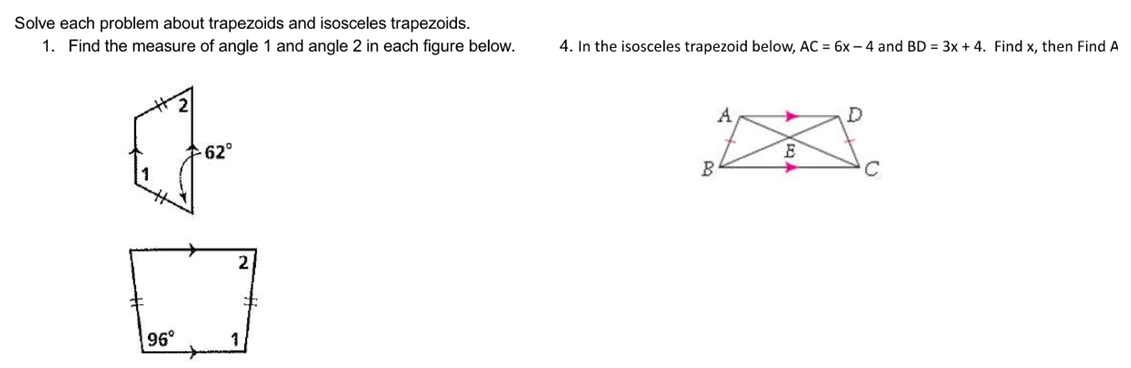 Solve each problem about trapezoids and isosceles trapezoids.
1. Find the measure of angle 1 and angle 2 in each figure below.
2
62°
1
2
96°
1
4. In the isosceles trapezoid below, AC = 6x – 4 and BD = 3x + 4. Find x, then Find A
A
D
E
B
C